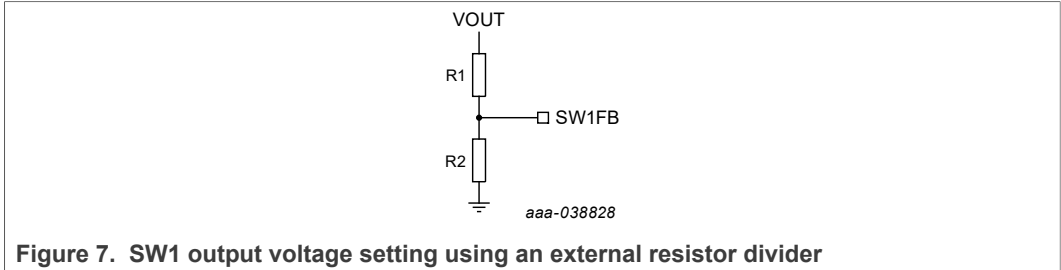 VOUT
R1
SW1FB
R2
aaa-038828
Figure 7. SW1 output voltage setting using an external resistor divider